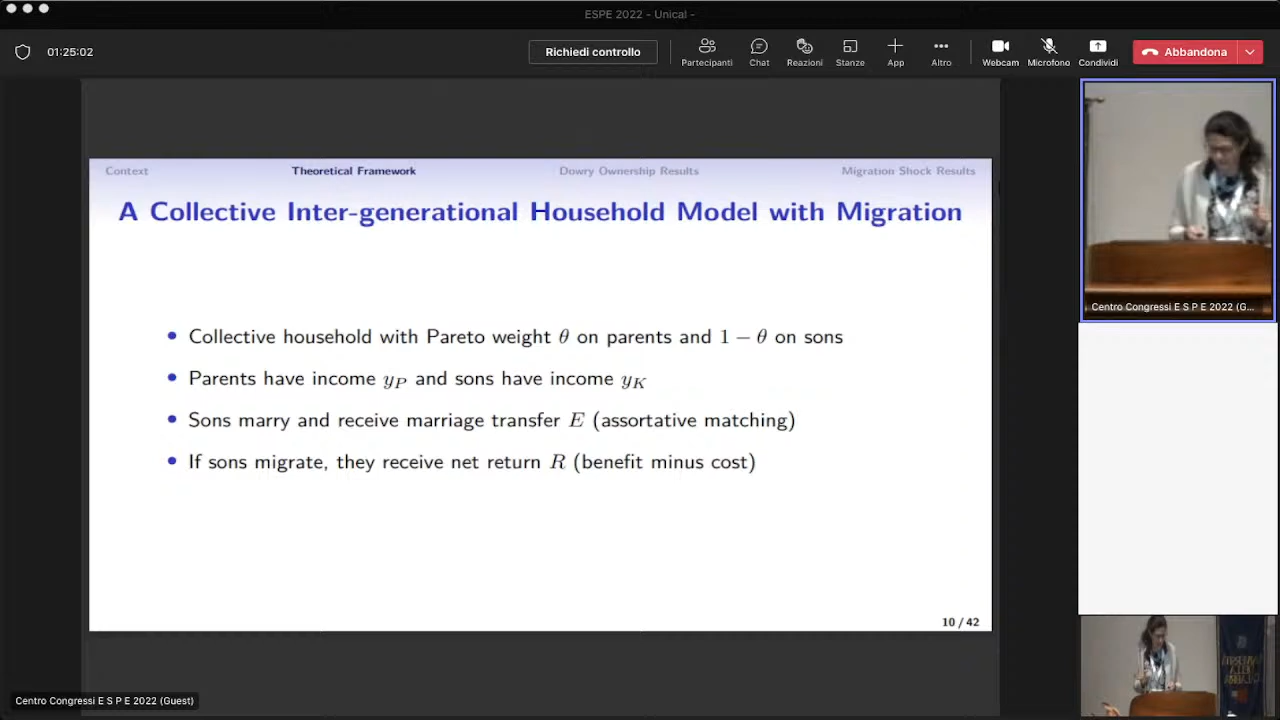 ESPE 2022 - Unical -
01:25:02
Richiedi controllo
Partecipanti
Chat
Reazioni
Stanze
App
Altro
Webcam
Microfono
Condividi
Abbandona
Context
Theoretical Framework
Dowry Ownership Results
Migration Shock Results
A Collective Inter-generational Household Model with Migration
• Collective household with Pareto weight θ on parents and 1 − θ on sons
• Parents have income y_P and sons have income y_K
• Sons marry and receive marriage transfer E (assortative matching)
• If sons migrate, they receive net return R (benefit minus cost)
10 / 42
Centro Congressi E S P E 2022 (G...
Centro Congressi E S P E 2022 (Guest)